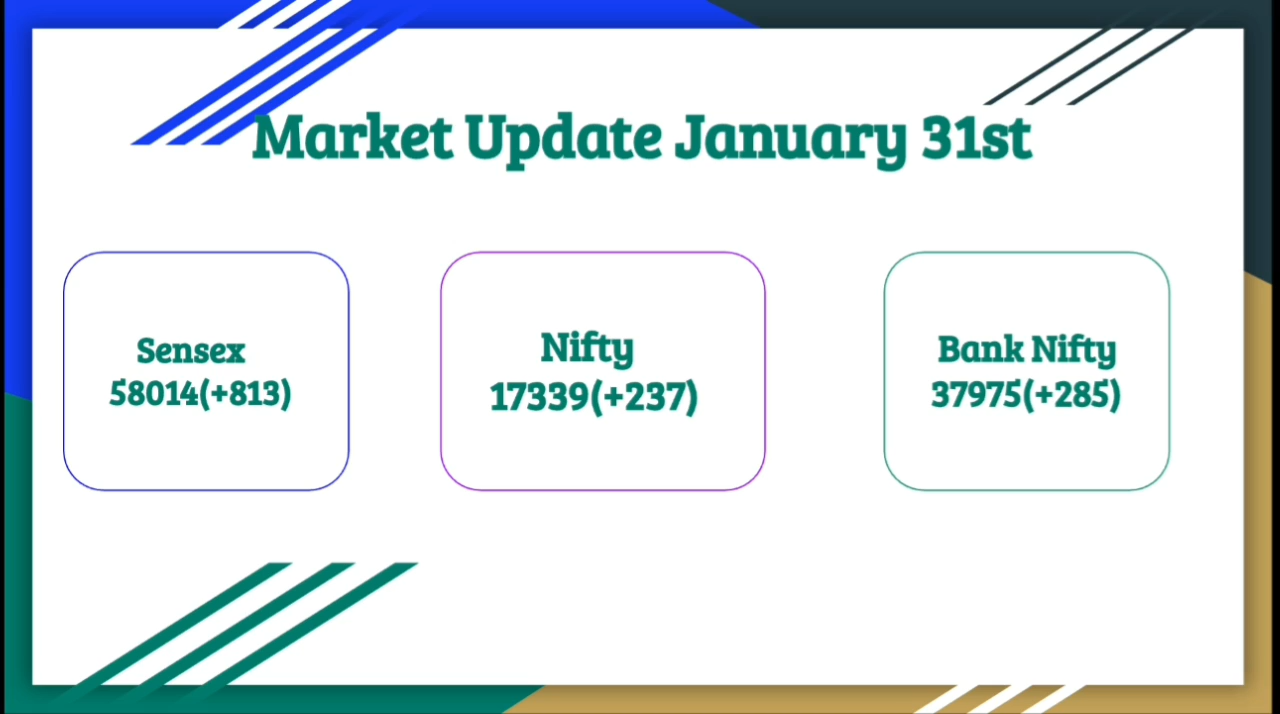 Market Update January 31st
Sensex
58014(+813)
Nifty
17339(+237)
Bank Nifty
37975(+285)